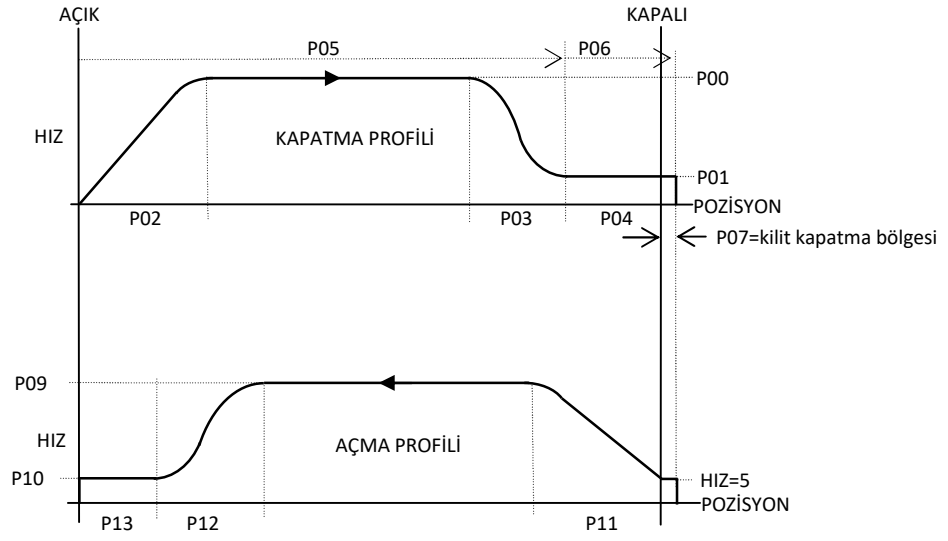 AÇIK
KAPALI
P05
P06
P00
HIZ
KAPATMA PROFİLİ
P01
POZİSYON
P02
P03
P04
P07=kilit kapatma bölgesi
P09
HIZ
AÇMA PROFİLİ
P10
HIZ=5
POZİSYON
P13
P12
P11